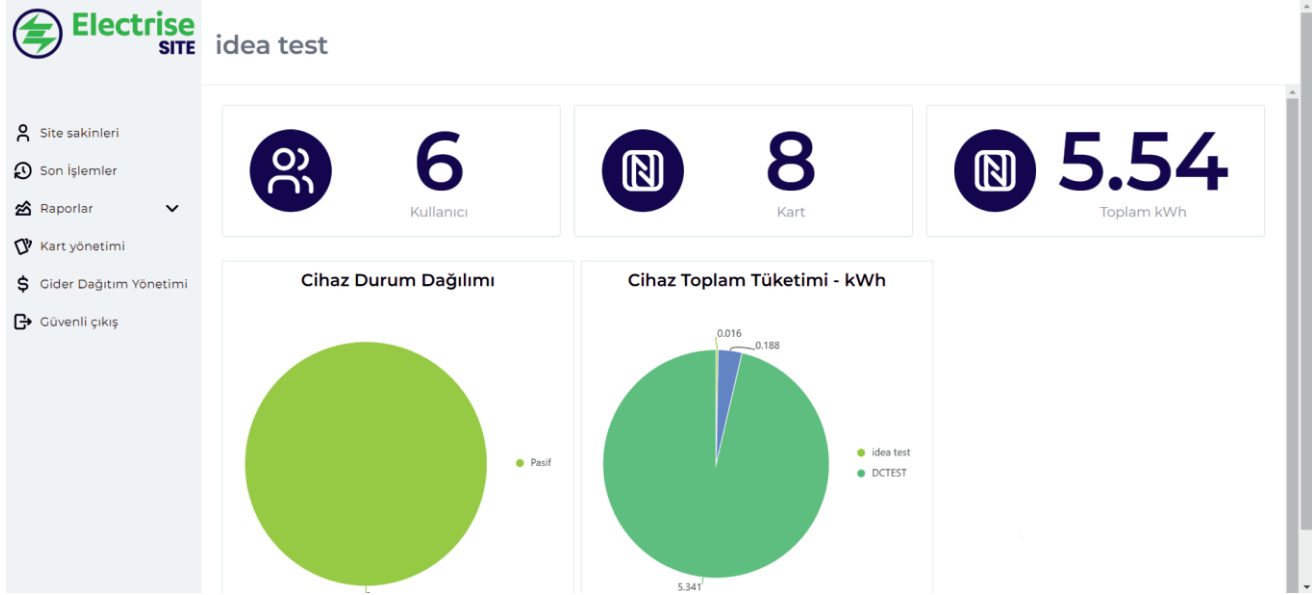 Electrise
SITE
idea test
Site sakinleri
Son İşlemler
Raporlar
Kart yönetimi
Gider Dağıtım Yönetimi
Güvenli çıkış
6
Kullanıcı
8
Kart
5.54
Toplam kWh
Cihaz Durum Dağılımı
Pasif
Cihaz Toplam Tüketimi - kWh
0.016
0.188
idea test
DCTEST
5.341